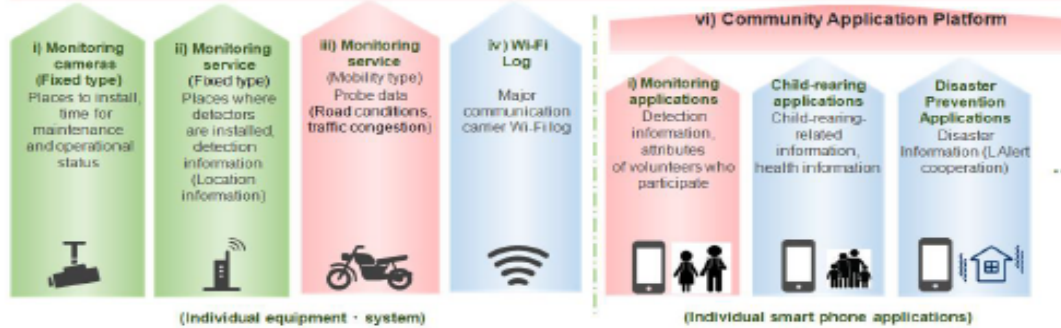 vi) Community Application Platform
i) Monitoring
cameras
(Fixed type)
Places to install,
time for
maintenance
and operational
status
ii) Monitoring
service
(Fixed type)
Places where
detectors
are installed,
detection
information
(Location
information)
iii) Monitoring
service
(Mobility type)
Probe data
(Road conditions,
traffic congestion)
iv) Wi-Fi
Log
Major
communication
carrier Wi-Fi log
i) Monitoring
applications
Detection
information,
attributes
of volunteers who
participate
Child-rearing
applications
Child-rearing-
related
information,
health information
Disaster
Prevention
Applications
Disaster
Information (LAlert
cooperation)
...
(Individual equipment・system)
(Individual smart phone applications)